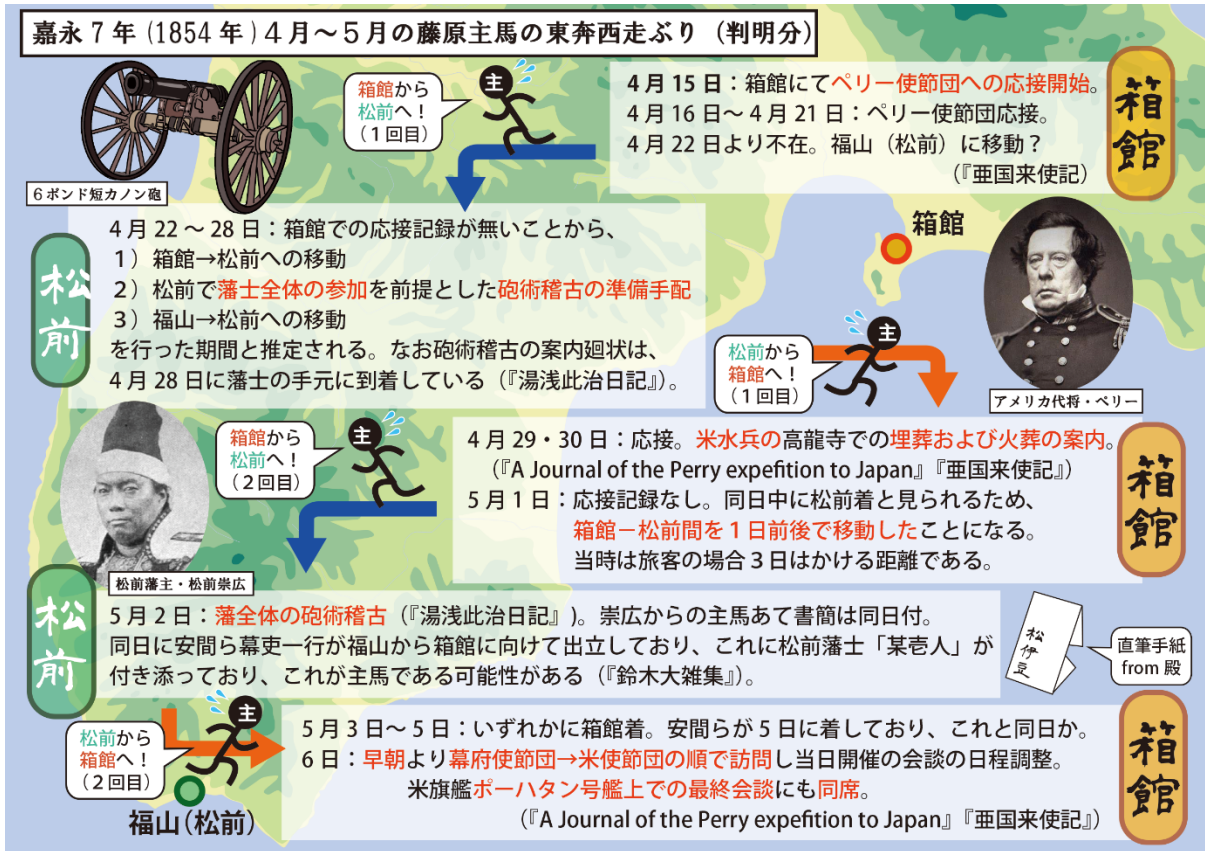 嘉永7年(1854年)4月～5月の藤原主馬の東奔西走ぶり（判明分）
6ポンド短カノン砲
箱館から
松前へ！
（1回目）
主
4月15日：箱館にてペリー使節団への応接開始。
4月16日～4月21日：ペリー使節団応接。
4月22日より不在。福山（松前）に移動？
（『亜国来使記）
箱館
松前
4月22～28日：箱館での応接記録が無いことから、
1）箱館→松前への移動
2）松前で藩士全体の参加を前提とした砲術稽古の準備手配
3）福山→松前への移動
を行った期間と推定される。なお砲術稽古の案内廻状は、
4月28日に藩士の手元に到着している（『湯浅此治日記』）。
箱館
アメリカ代将・ペリー
松前から
箱館へ！
（1回目）
主
松前藩主・松前崇広
箱館から
松前へ！
（2回目）
主
4月29・30日：応接。米水兵の高龍寺での埋葬および火葬の案内。
（『A Journal of the Perry expefition to Japan』『亜国来使記』）
5月1日：応接記録なし。同日中に松前着と見られるため、
箱館－松前間を1日前後で移動したことになる。
当時は旅客の場合3日はかける距離である。
箱館
松前
5月2日：藩全体の砲術稽古（『湯浅此治日記』）。崇広からの主馬あて書簡は同日付。
同日に安間ら幕吏一行が福山から箱館に向けて出立しており、これに松前藩士「某壱人」が
付き添っており、これが主馬である可能性がある（『鈴木大雑集』）。
松伊豆
直筆手紙
from 殿
松前から
箱館へ！
（2回目）
主
福山（松前）
5月3日～5日：いずれかに箱館着。安間らが5日に着しており、これと同日か。
6日：早朝より幕府使節団→米使節団の順で訪問し当日開催の会談の日程調整。
米旗艦ポーハタン号艦上での最終会談にも同席。
（『A Journal of the Perry expefition to Japan』『亜国来使記』）
箱館